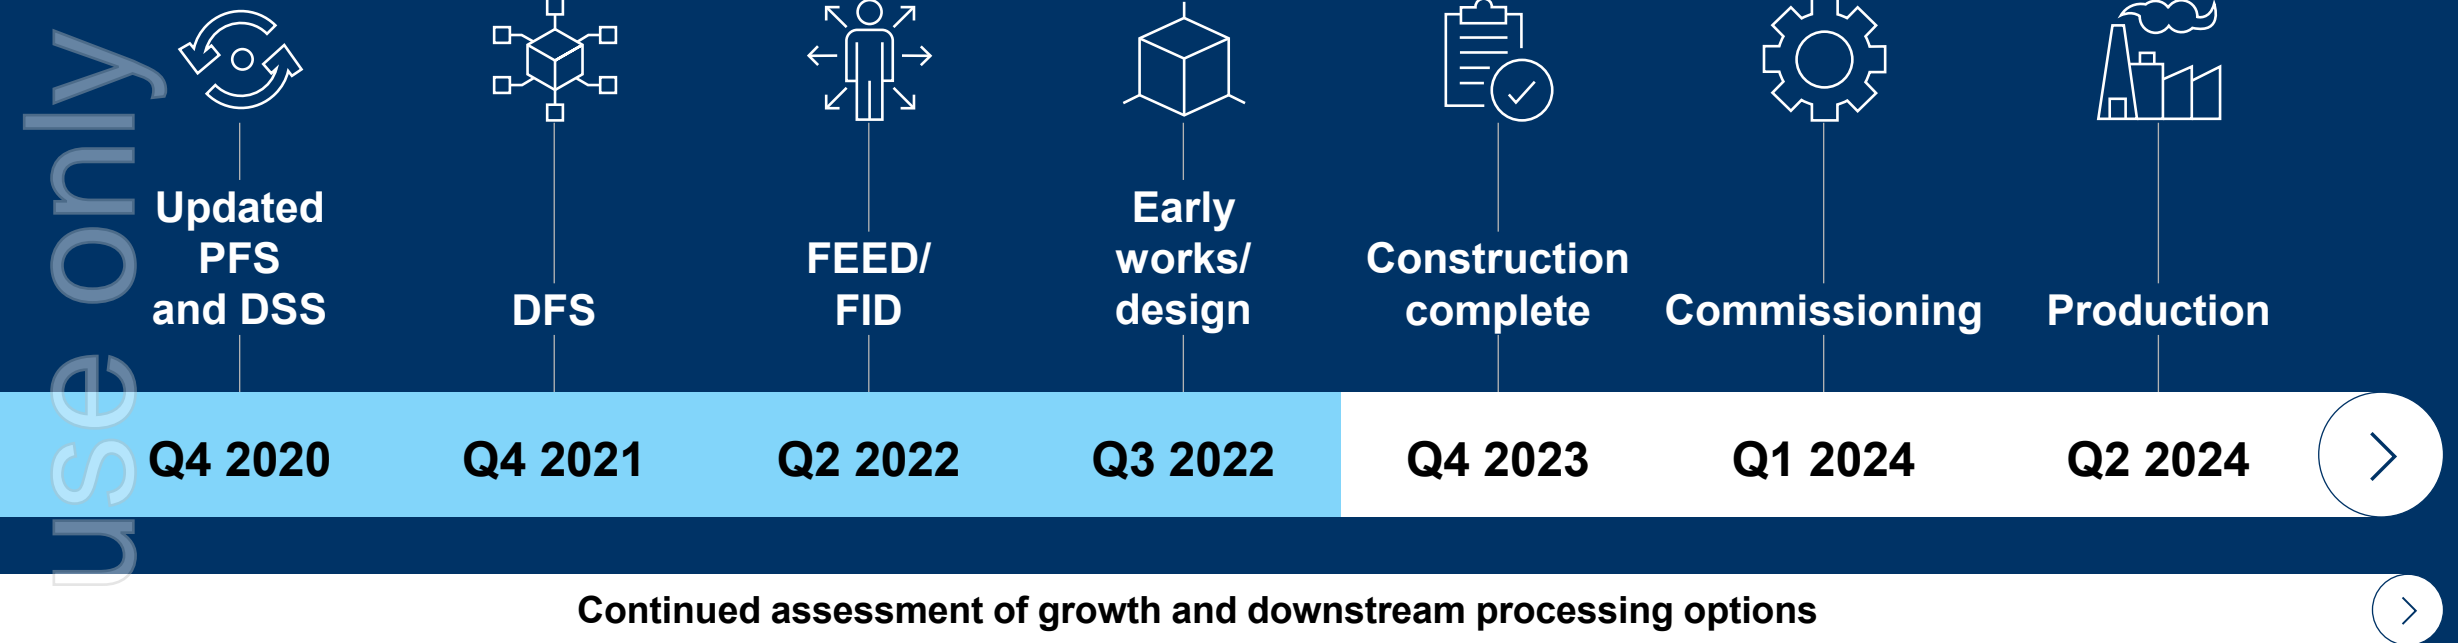 use only
Updated
PFS
and DSS
DFS
FEED/
FID
Early
works/
design
Construction
complete
Commissioning
Production
Q4 2020
Q4 2021
Q2 2022
Q3 2022
Q4 2023
Q1 2024
Q2 2024
Continued assessment of growth and downstream processing options